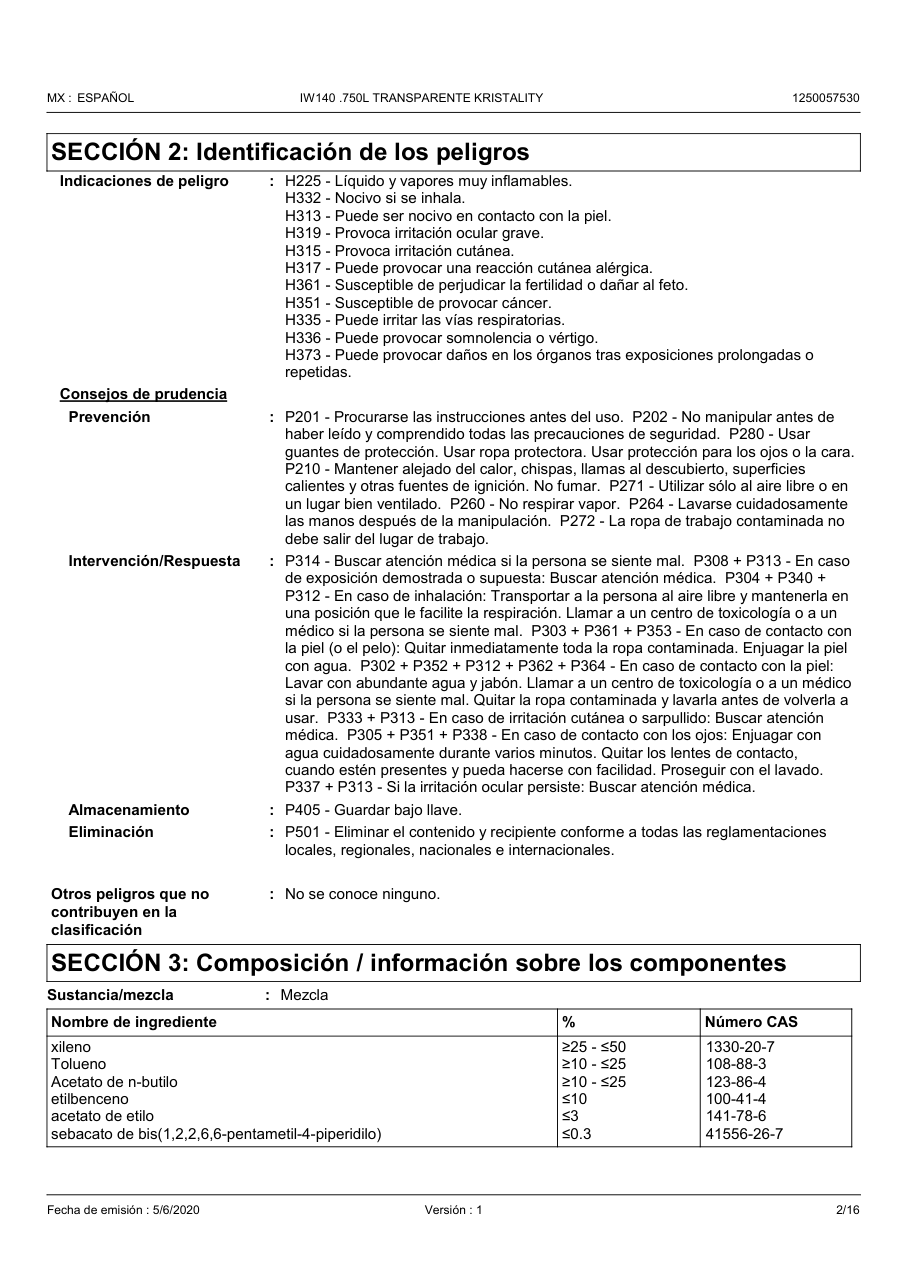 MX : ESPAÑOL IW140 .750L TRANSPARENTE KRISTALITY 1250057530
SECCIÓN 2: Identificación de los peligros
Indicaciones de peligro : H225 - Líquido y vapores muy inflamables.
H332 - Nocivo si se inhala.
H313 - Puede ser nocivo en contacto con la piel.
H319 - Provoca irritación ocular grave.
H315 - Provoca irritación cutánea.
H317 - Puede provocar una reacción cutánea alérgica.
H361 - Susceptible de perjudicar la fertilidad o dañar al feto.
H351 - Susceptible de provocar cáncer.
H335 - Puede irritar las vías respiratorias.
H336 - Puede provocar somnolencia o vértigo.
H373 - Puede provocar daños en los órganos tras exposiciones prolongadas o
repetidas.
Consejos de prudencia
Prevención : P201 - Procurarse las instrucciones antes del uso. P202 - No manipular antes de
haber leído y comprendido todas las precauciones de seguridad. P280 - Usar
guantes de protección. Usar ropa protectora. Usar protección para los ojos o la cara.
P210 - Mantener alejado del calor, chispas, llamas al descubierto, superficies
calientes y otras fuentes de ignición. No fumar. P271 - Utilizar sólo al aire libre o en
un lugar bien ventilado. P260 - No respirar vapor. P264 - Lavarse cuidadosamente
las manos después de la manipulación. P272 - La ropa de trabajo contaminada no
debe salir del lugar de trabajo.
Intervención/Respuesta : P314 - Buscar atención médica si la persona se siente mal. P308 + P313 - En caso
de exposición demostrada o supuesta: Buscar atención médica. P304 + P340 +
P312 - En caso de inhalación: Transportar a la persona al aire libre y mantenerla en
una posición que le facilite la respiración. Llamar a un centro de toxicología o a un
médico si la persona se siente mal. P303 + P361 + P353 - En caso de contacto con
la piel (o el pelo): Quitar inmediatamente toda la ropa contaminada. Enjuagar la piel
con agua. P302 + P352 + P312 + P362 + P364 - En caso de contacto con la piel:
Lavar con abundante agua y jabón. Llamar a un centro de toxicología o a un médico
si la persona se siente mal. Quitar la ropa contaminada y lavarla antes de volverla a
usar. P333 + P313 - En caso de irritación cutánea o sarpullido: Buscar atención
médica. P305 + P351 + P338 - En caso de contacto con los ojos: Enjuagar con
agua cuidadosamente durante varios minutos. Quitar los lentes de contacto,
cuando estén presentes y pueda hacerse con facilidad. Proseguir con el lavado.
P337 + P313 - Si la irritación ocular persiste: Buscar atención médica.
Almacenamiento : P405 - Guardar bajo llave.
Eliminación : P501 - Eliminar el contenido y recipiente conforme a todas las reglamentaciones
locales, regionales, nacionales e internacionales.
Otros peligros que no : No se conoce ninguno.
contribuyen en la
clasificación
SECCIÓN 3: Composición / información sobre los componentes
Sustancia/mezcla : Mezcla
Nombre de ingrediente % Número CAS
xileno ≥25 - ≤50 1330-20-7
Tolueno ≥10 - ≤25 108-88-3
Acetato de n-butilo ≥10 - ≤25 123-86-4
etilbenceno ≤10 100-41-4
acetato de etilo ≤3 141-78-6
sebacato de bis(1,2,2,6,6-pentametil-4-piperidilo) ≤0.3 41556-26-7
Fecha de emisión : 5/6/2020 Versión : 1 2/16